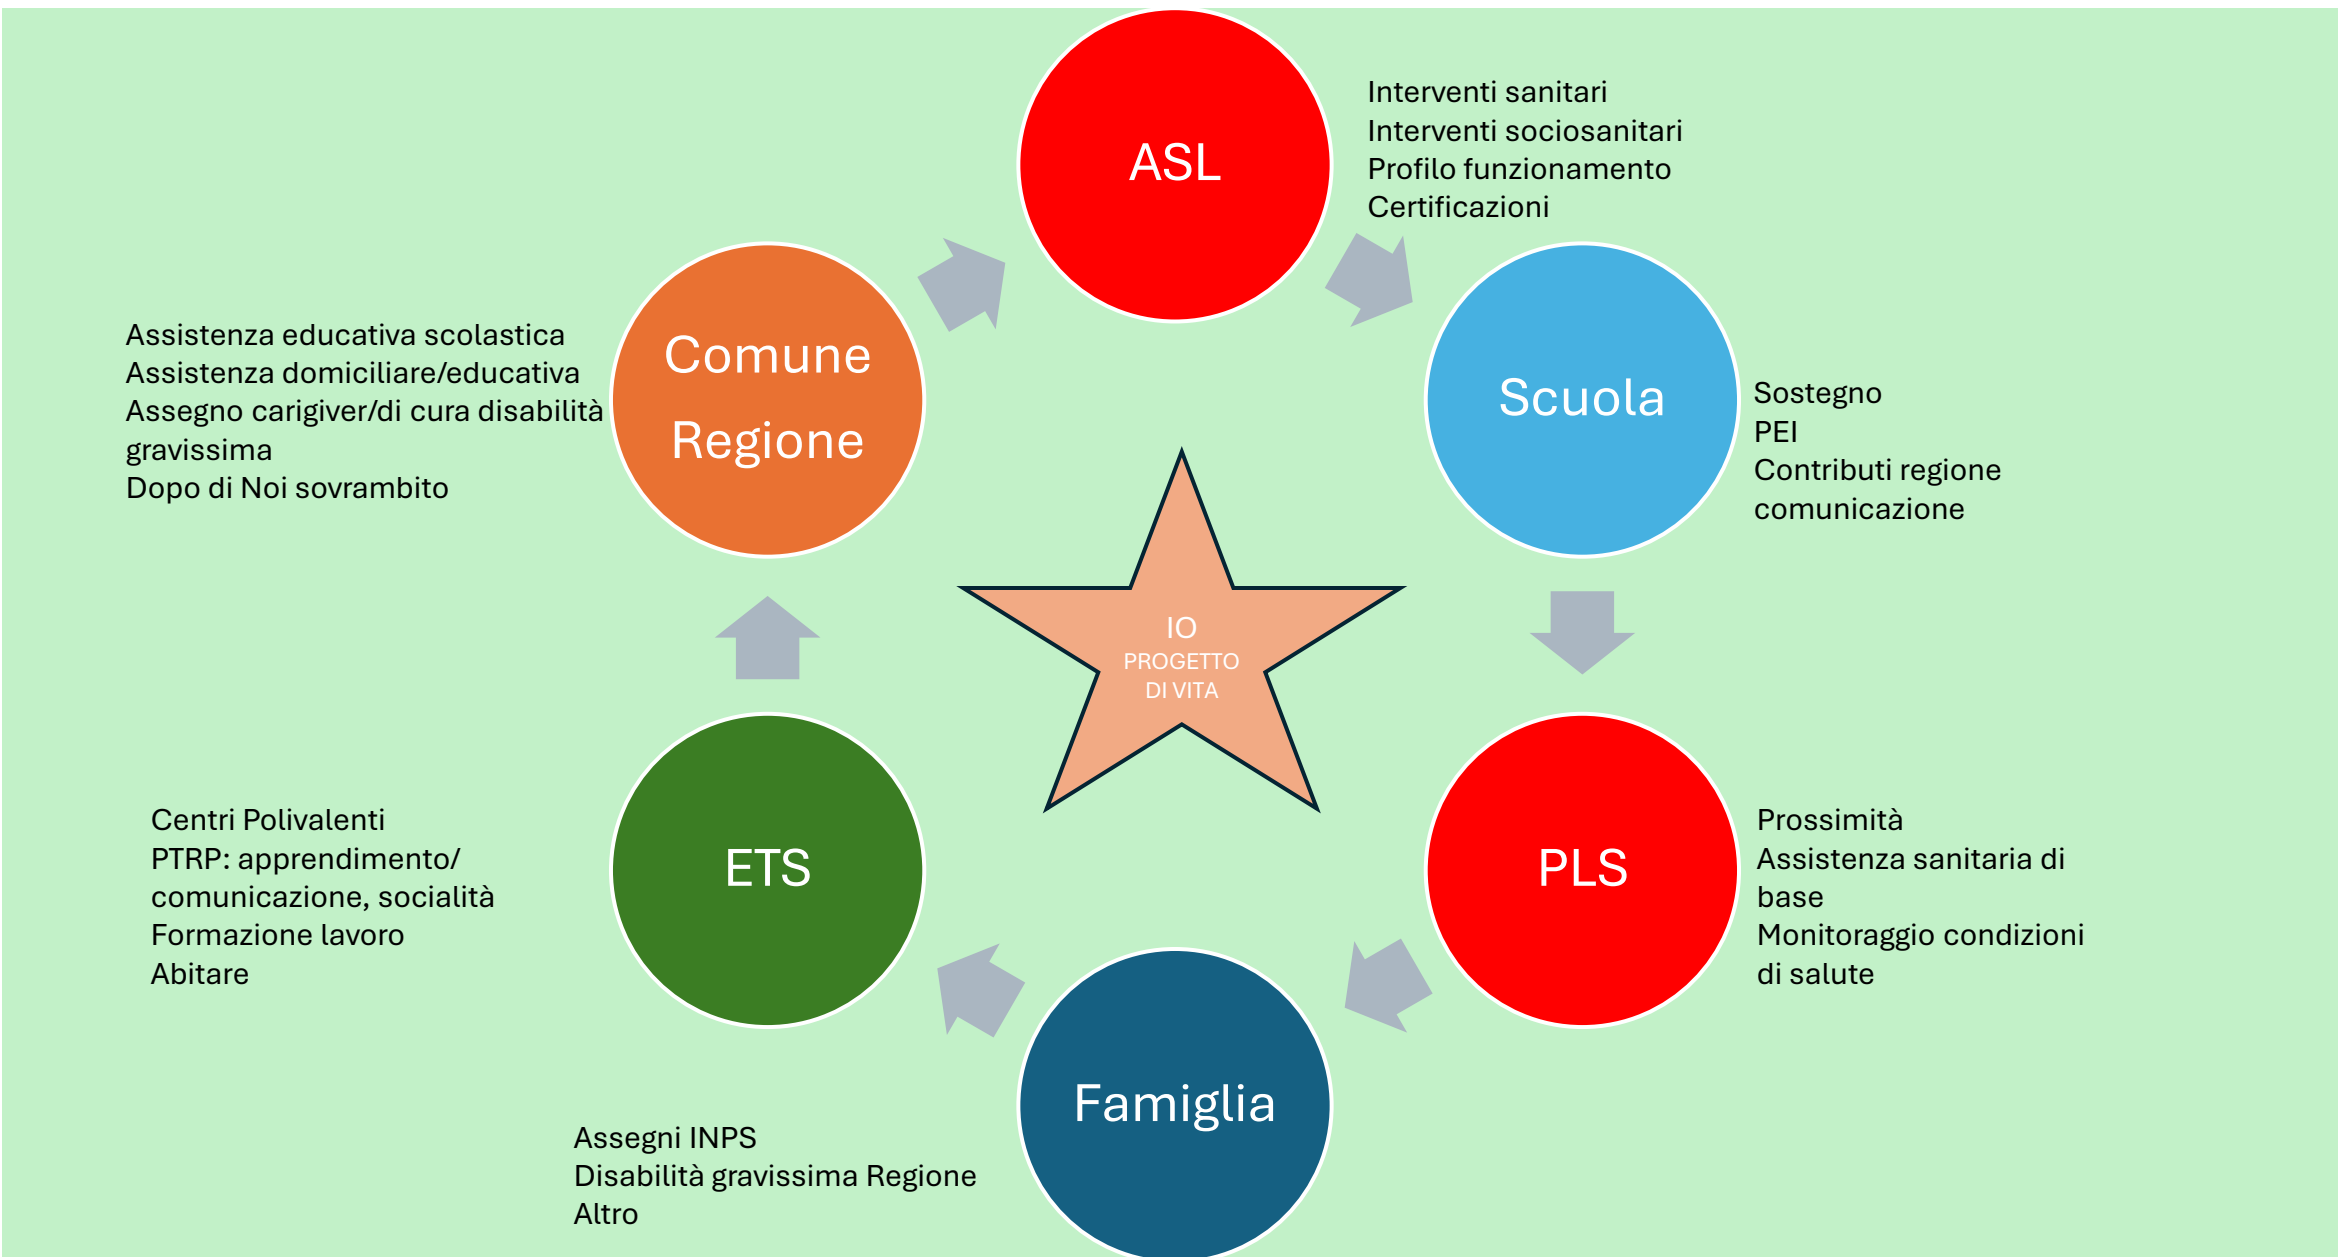 ASL
Interventi sanitari
Interventi sociosanitari
Profilo funzionamento
Certificazioni
Scuola
Sostegno
PEI
Contributi regione
comunicazione
PLS
Prossimità
Assistenza sanitaria di
base
Monitoraggio condizioni
di salute
Famiglia
Assegni INPS
Disabilità gravissima Regione
Altro
ETS
Centri Polivalenti
PTRP: apprendimento/
comunicazione, socialità
Formazione lavoro
Abitare
Comune
Regione
Assistenza educativa scolastica
Assistenza domiciliare/educativa
Assegno carigiver/di cura disabilità
gravissima
Dopo di Noi sovrambito
IO
PROGETTO
DI VITA